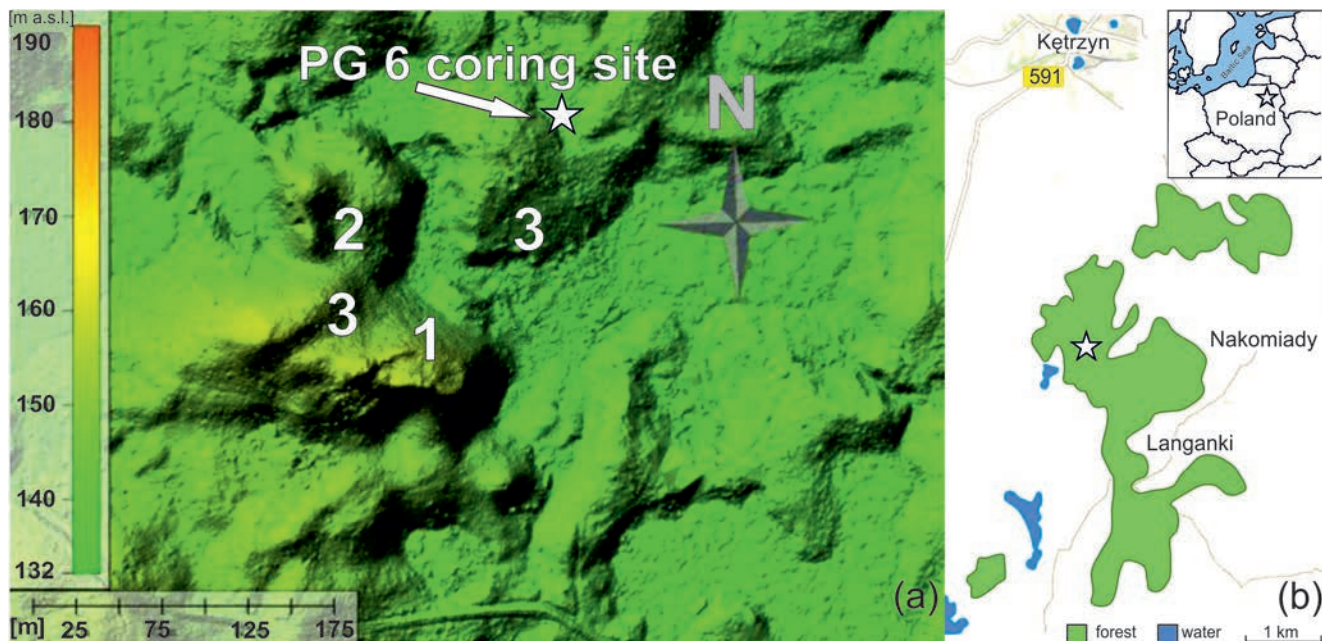 [m a.s.l.]
190
180
170
160
150
140
132
[m] 25 75 125 175
PG 6 coring site
N
2
3
3
1
(a)
Kętrzyn
591
Baltic Sea
Poland
Nakomiady
Langanki
(b)
forest water 1 km